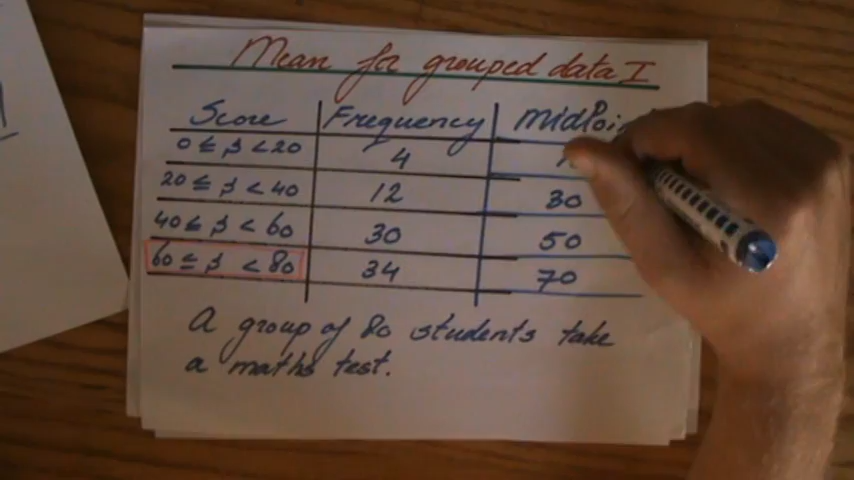 Mean for grouped data I
Score Frequency
0 ≤ s < 20 4
20 ≤ s < 40 12 30
40 ≤ s < 60 30 50
60 ≤ s < 80 34 70
A group of 80 students take
a maths test.